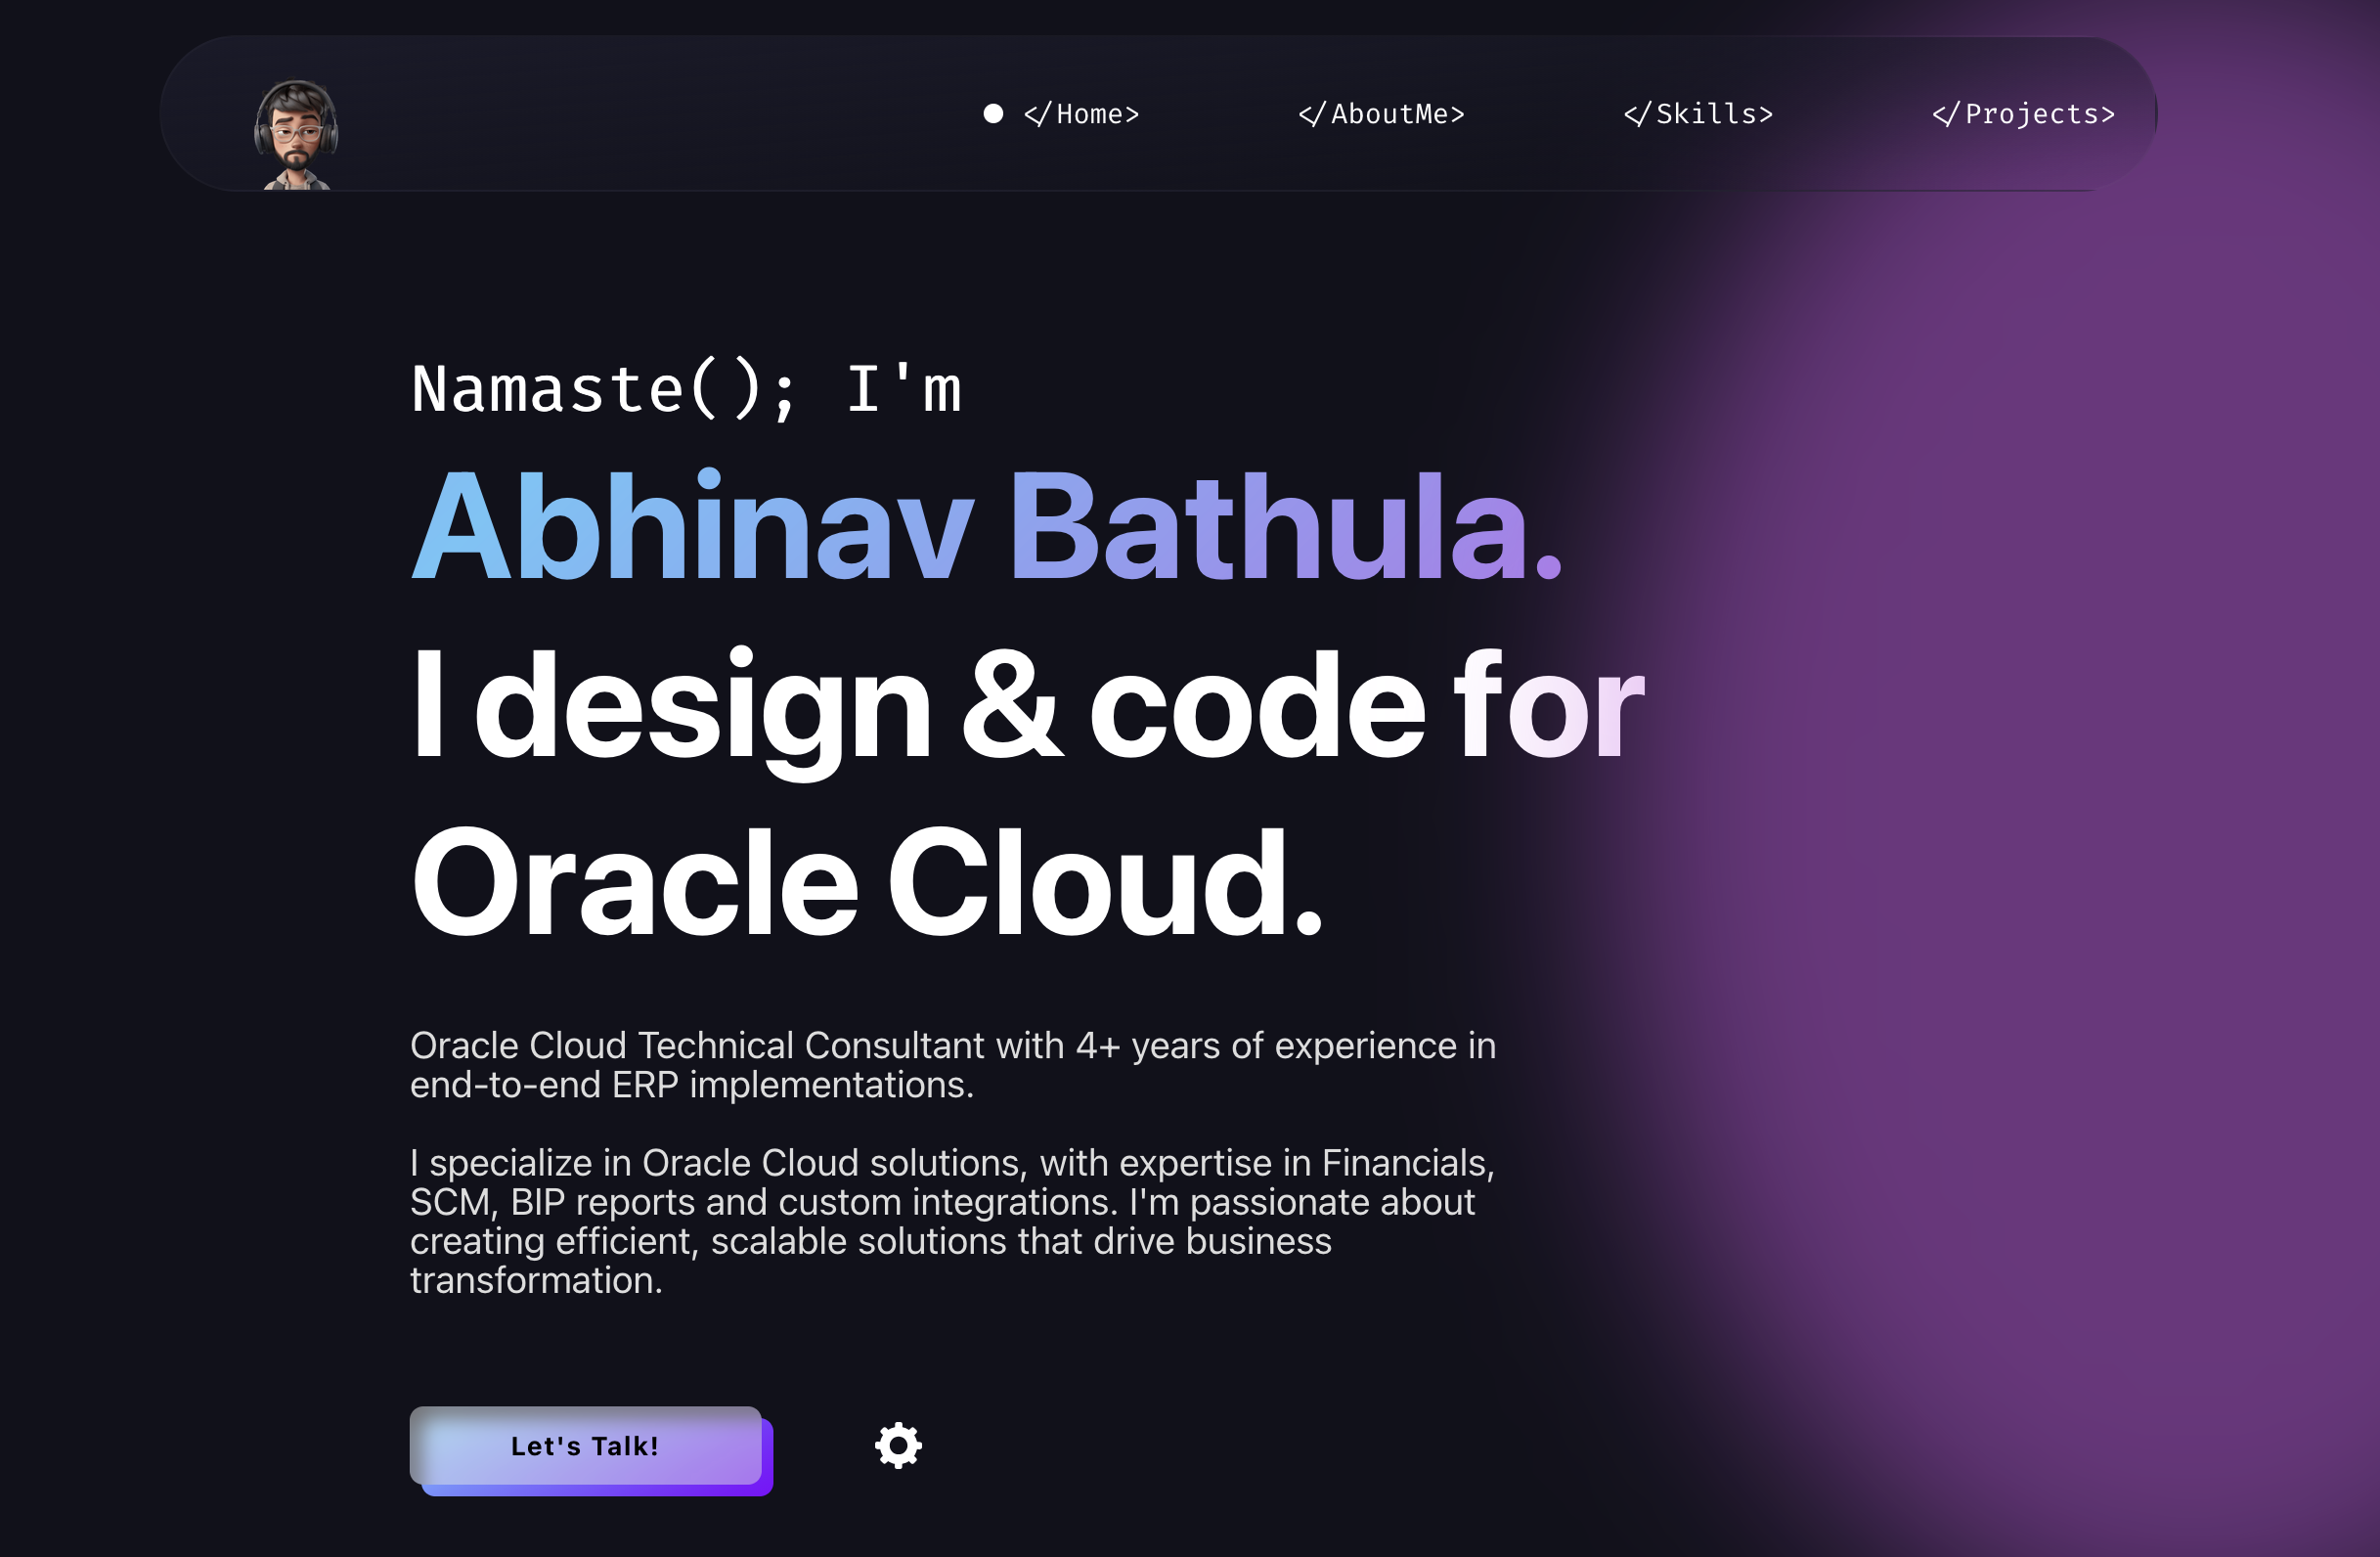 </Home> </AboutMe> </Skills> </Projects>
Namaste(); I'm
Abhinav Bathula.
I design & code for
Oracle Cloud.
Oracle Cloud Technical Consultant with 4+ years of experience in
end-to-end ERP implementations.
I specialize in Oracle Cloud solutions, with expertise in Financials,
SCM, BIP reports and custom integrations. I'm passionate about
creating efficient, scalable solutions that drive business
transformation.
Let's Talk!